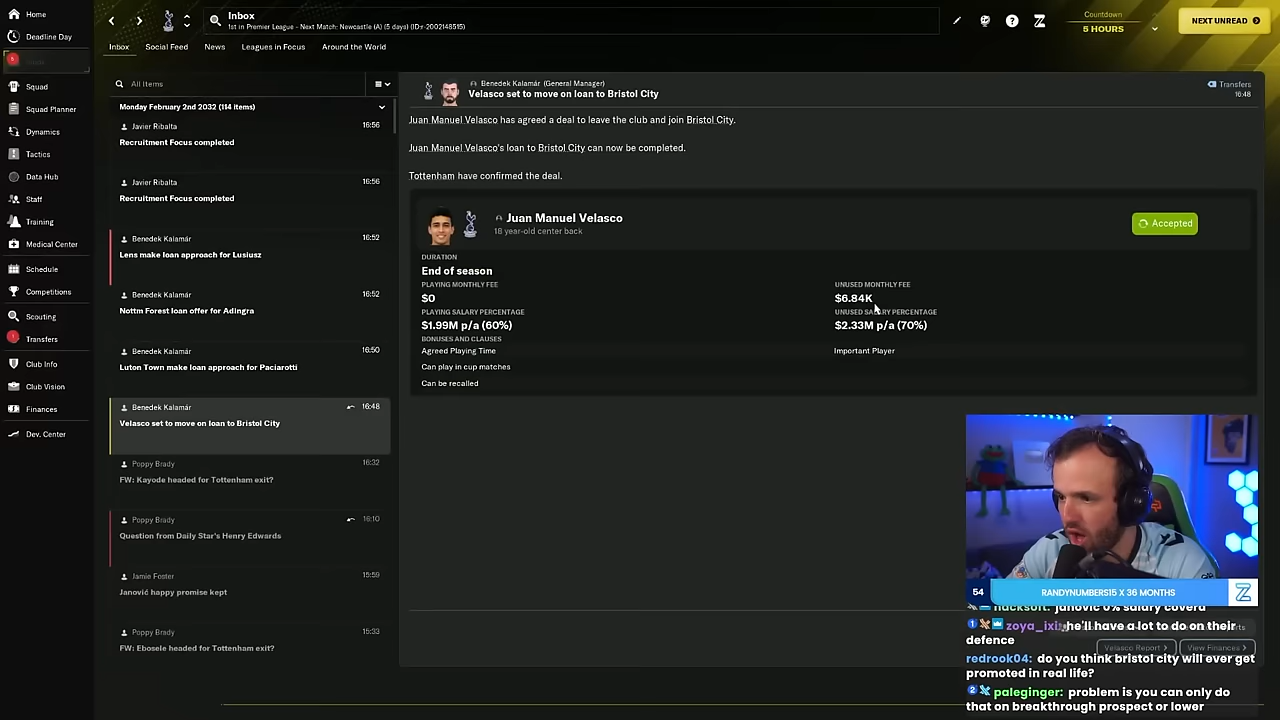 Home
Deadline Day
5
Squad
Squad Planner
Dynamics
Tactics
Data Hub
Staff
Training
Medical Center
Schedule
Competitions
Scouting
1
Transfers
Club Info
Club Vision
Finances
Dev. Center
Inbox
1st in Premier League - Next Match: Newcastle (A) (5 days) (ID:-2002148515)
Countdown
5 HOURS
NEXT UNREAD
Inbox
Social Feed
News
Leagues in Focus
Around the World
All Items
Monday February 2nd 2032 (114 items)
Javier Ribalta 16:56
Recruitment Focus completed
Javier Ribalta 16:56
Recruitment Focus completed
Benedek Kalamár 16:52
Lens make loan approach for Lusiusz
Benedek Kalamár 16:52
Nottm Forest loan offer for Adingra
Benedek Kalamár 16:50
Luton Town make loan approach for Paciarotti
Benedek Kalamár 16:48
Velasco set to move on loan to Bristol City
Poppy Brady 16:32
FW: Kayode headed for Tottenham exit?
Poppy Brady 16:10
Question from Daily Star's Henry Edwards
Jamie Foster 15:59
Janović happy promise kept
Poppy Brady 15:33
FW: Ebosele headed for Tottenham exit?
Benedek Kalamár (General Manager)
Velasco set to move on loan to Bristol City
Transfers
16:48
Juan Manuel Velasco has agreed a deal to leave the club and join Bristol City.
Juan Manuel Velasco's loan to Bristol City can now be completed.
Tottenham have confirmed the deal.
Juan Manuel Velasco
18 year-old center back
Accepted
DURATION
End of season
PLAYING MONTHLY FEE
$0
UNUSED MONTHLY FEE
$6.84K
PLAYING SALARY PERCENTAGE
$1.99M p/a (60%)
UNUSED SALARY PERCENTAGE
$2.33M p/a (70%)
BONUSES AND CLAUSES
Agreed Playing Time
Important Player
Can play in cup matches
Can be recalled
54
RANDYNUMBERS15 X 36 MONTHS
Z
hacksoft: janovic 0% salary coverd
zoya_ixi: he'll have a lot to do on their
defence
Velasco Report
View Finances
redrook04: do you think bristol city will ever get
promoted in real life?
paleginger: problem is you can only do
that on breakthrough prospect or lower